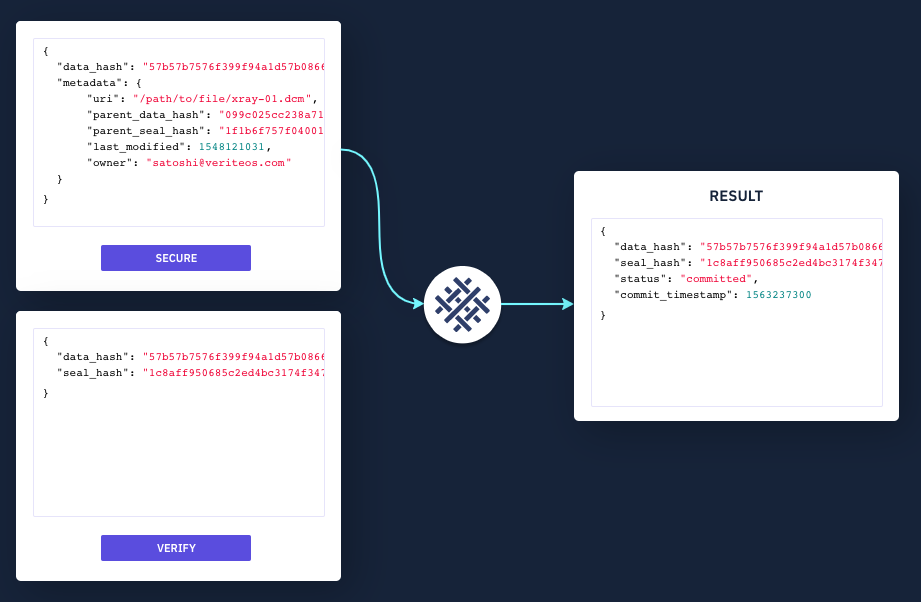 {
"data_hash": "57b57b7576f399f94a1d57b0866
"metadata": {
"uri": "/path/to/file/xray-01.dcm",
"parent_data_hash": "099c025cc238a71
"parent_seal_hash": "1f1b6f757f04001
"last_modified": 1548121031,
"owner": "satoshi@veriteos.com"
}
}
SECURE
{
"data_hash": "57b57b7576f399f94a1d57b0866
"seal_hash": "1c8aff950685c2ed4bc3174f347
}
VERIFY
RESULT
{
"data_hash": "57b57b7576f399f94a1d57b0866
"seal_hash": "1c8aff950685c2ed4bc3174f347
"status": "committed",
"commit_timestamp": 1563237300
}